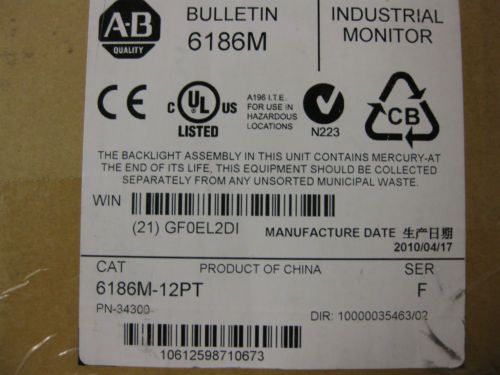 A-B
QUALITY
BULLETIN
6186M
INDUSTRIAL
MONITOR
CE
C UL US
LISTED
A196 I.T.E.
FOR USE IN
HAZARDOUS
LOCATIONS
N223
CB
THE BACKLIGHT ASSEMBLY IN THIS UNIT CONTAINS MERCURY-AT
THE END OF ITS LIFE, THIS EQUIPMENT SHOULD BE COLLECTED
SEPARATELY FROM ANY UNSORTED MUNICIPAL WASTE.
WIN
(21) GF0EL2DI
MANUFACTURE DATE 生产日期
2010/04/17
CAT PRODUCT OF CHINA SER
6186M-12PT F
PN-34300
DIR: 10000035463/02
10612598710673